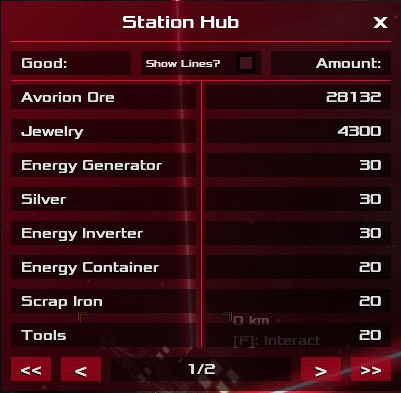 Station Hub X
Good: Show Lines? Amount:
Avorion Ore 28132
Jewelry 4300
Energy Generator 30
Silver 30
Energy Inverter 30
Energy Container 20
Scrap Iron 20
0 km
Tools 20
[F]: Interact
<< < 1/2 > >>